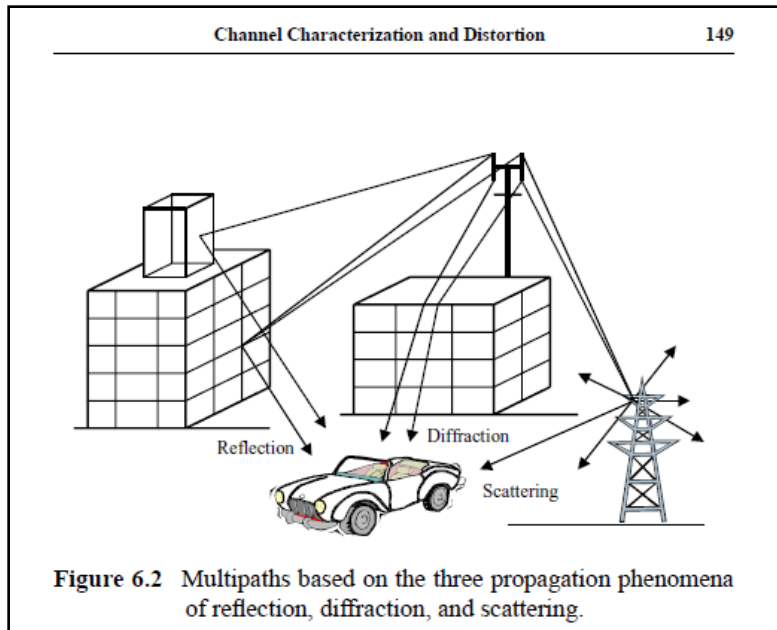 Channel Characterization and Distortion 149
Reflection
Diffraction
Scattering
Figure 6.2 Multipaths based on the three propagation phenomena
of reflection, diffraction, and scattering.